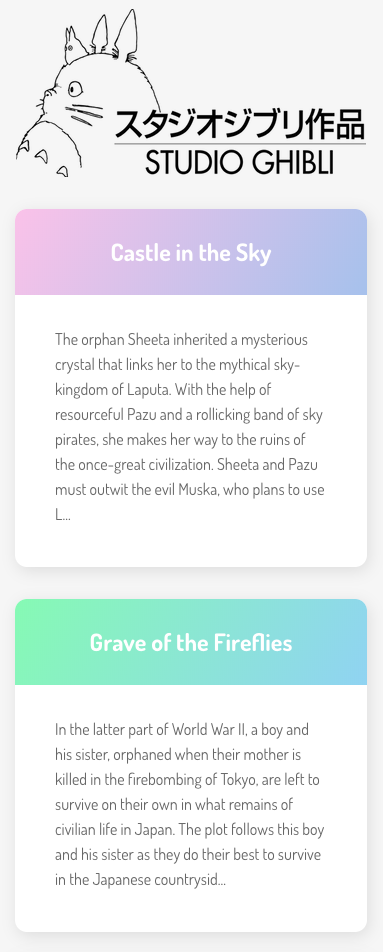 スタジオジブリ作品
STUDIO GHIBLI
Castle in the Sky
The orphan Sheeta inherited a mysterious
crystal that links her to the mythical sky-
kingdom of Laputa. With the help of
resourceful Pazu and a rollicking band of sky
pirates, she makes her way to the ruins of
the once-great civilization. Sheeta and Pazu
must outwit the evil Muska, who plans to use
L...
Grave of the Fireflies
In the latter part of World War II, a boy and
his sister, orphaned when their mother is
killed in the firebombing of Tokyo, are left to
survive on their own in what remains of
civilian life in Japan. The plot follows this boy
and his sister as they do their best to survive
in the Japanese countrysid...